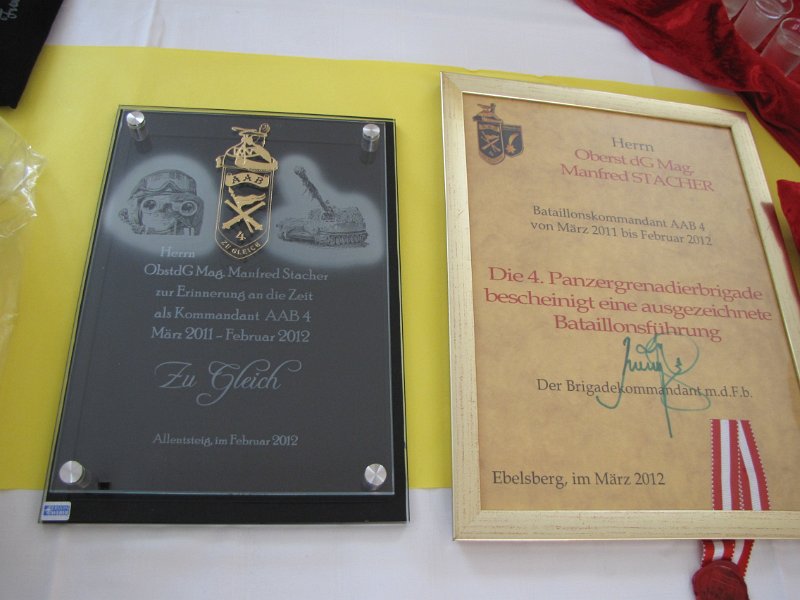 AAB
4
ZU GLEICH
Herrn
ObstdG Mag. Manfred Stacher
zur Erinnerung an die Zeit
als Kommandant AAB 4
März 2011 - Februar 2012
Zu Gleich
Allentsteig, im Februar 2012
Herrn
Oberst dG Mag.
Manfred STACHER
Bataillonskommandant AAB 4
von März 2011 bis Februar 2012
Die 4. Panzergrenadierbrigade
bescheinigt eine ausgezeichnete
Bataillonsführung
Der Brigadekommandant m.d.F.b.
Ebelsberg, im März 2012